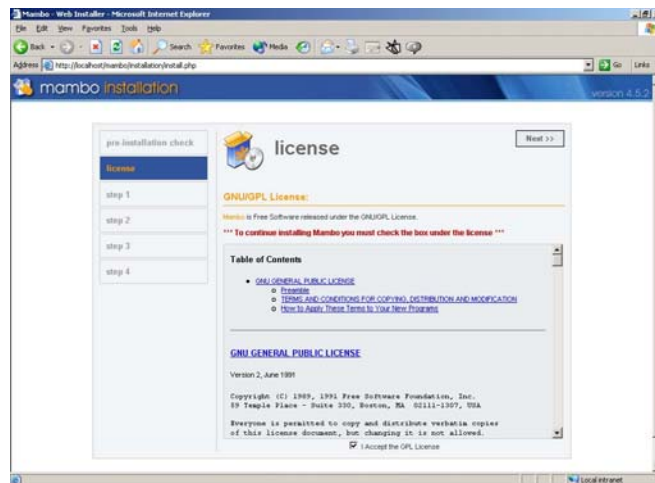 Mambo - Web Installer - Microsoft Internet Explorer
File Edit View Favorites Tools Help
Back Search Favorites Media
Address http://localhost/mambo/installation/install.php Go Links
mambo installation
version 4.5.2
pre-installation check
license
step 1
step 2
step 3
step 4
license
Next >>
GNU/GPL License:
Mambo is Free Software released under the GNU/GPL License.
*** To continue installing Mambo you must check the box under the license ***
Table of Contents
GNU GENERAL PUBLIC LICENSE
Preamble
TERMS AND CONDITIONS FOR COPYING, DISTRIBUTION AND MODIFICATION
How to Apply These Terms to Your New Programs
GNU GENERAL PUBLIC LICENSE
Version 2, June 1991
Copyright (C) 1989, 1991 Free Software Foundation, Inc.
59 Temple Place - Suite 330, Boston, MA 02111-1307, USA
Everyone is permitted to copy and distribute verbatim copies
of this license document, but changing it is not allowed.
I Accept the GPL License
Local intranet